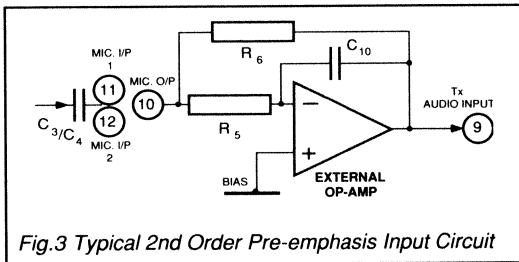 R6
C10
MIC. I/P
1
MIC. O/P
Tx
AUDIO INPUT
11
10
12
9
C3/C4
MIC. I/P
2
R5
−
+
BIAS
EXTERNAL
OP-AMP
Fig.3 Typical 2nd Order Pre-emphasis Input Circuit